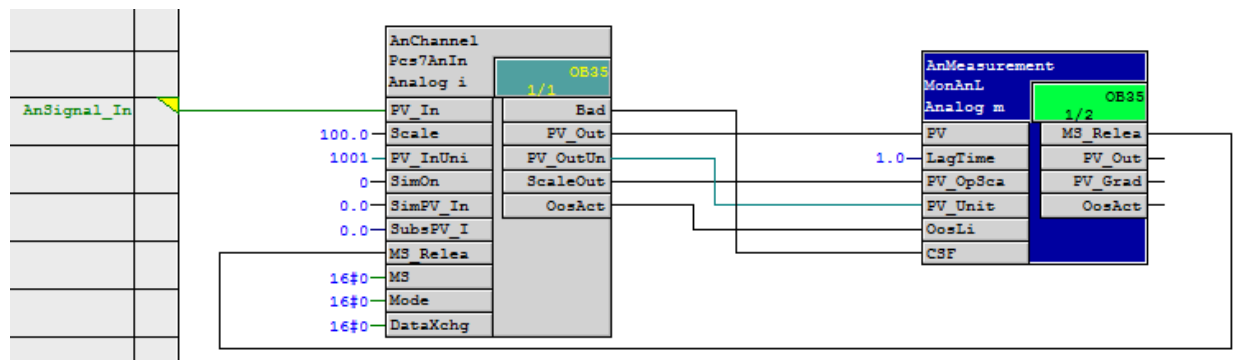 AnSignal_In
AnChannel
Pcs7AnIn
Analog i
OB35
1/1
PV_In
Bad
100.0
Scale
PV_Out
1001
PV_InUni
PV_OutUn
0
SimOn
ScaleOut
0.0
SimPV_In
OosAct
0.0
SubsPV_I
MS_Relea
16#0
MS
16#0
Mode
16#0
DataXchg
AnMeasurement
MonAnL
Analog m
OB35
1/2
PV
MS_Relea
1.0
LagTime
PV_Out
PV_OpSca
PV_Grad
PV_Unit
OosAct
OosLi
CSF